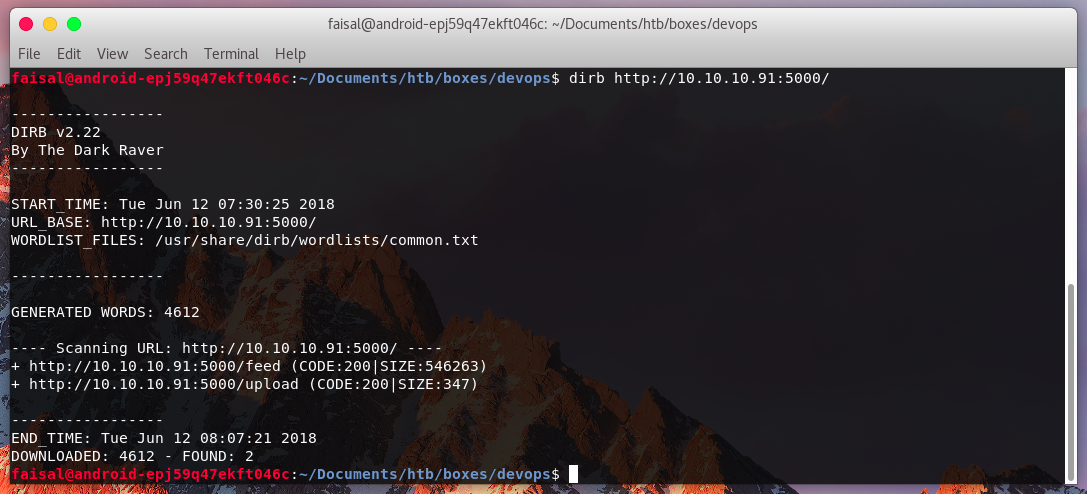 faisal@android-epj59q47ekft046c: ~/Documents/htb/boxes/devops
File Edit View Search Terminal Help
faisal@android-epj59q47ekft046c:~/Documents/htb/boxes/devops$ dirb http://10.10.10.91:5000/
-----------------
DIRB v2.22
By The Dark Raver
-----------------
START_TIME: Tue Jun 12 07:30:25 2018
URL_BASE: http://10.10.10.91:5000/
WORDLIST_FILES: /usr/share/dirb/wordlists/common.txt
-----------------
GENERATED WORDS: 4612
---- Scanning URL: http://10.10.10.91:5000/ ----
+ http://10.10.10.91:5000/feed (CODE:200|SIZE:546263)
+ http://10.10.10.91:5000/upload (CODE:200|SIZE:347)
-----------------
END_TIME: Tue Jun 12 08:07:21 2018
DOWNLOADED: 4612 - FOUND: 2
faisal@android-epj59q47ekft046c:~/Documents/htb/boxes/devops$